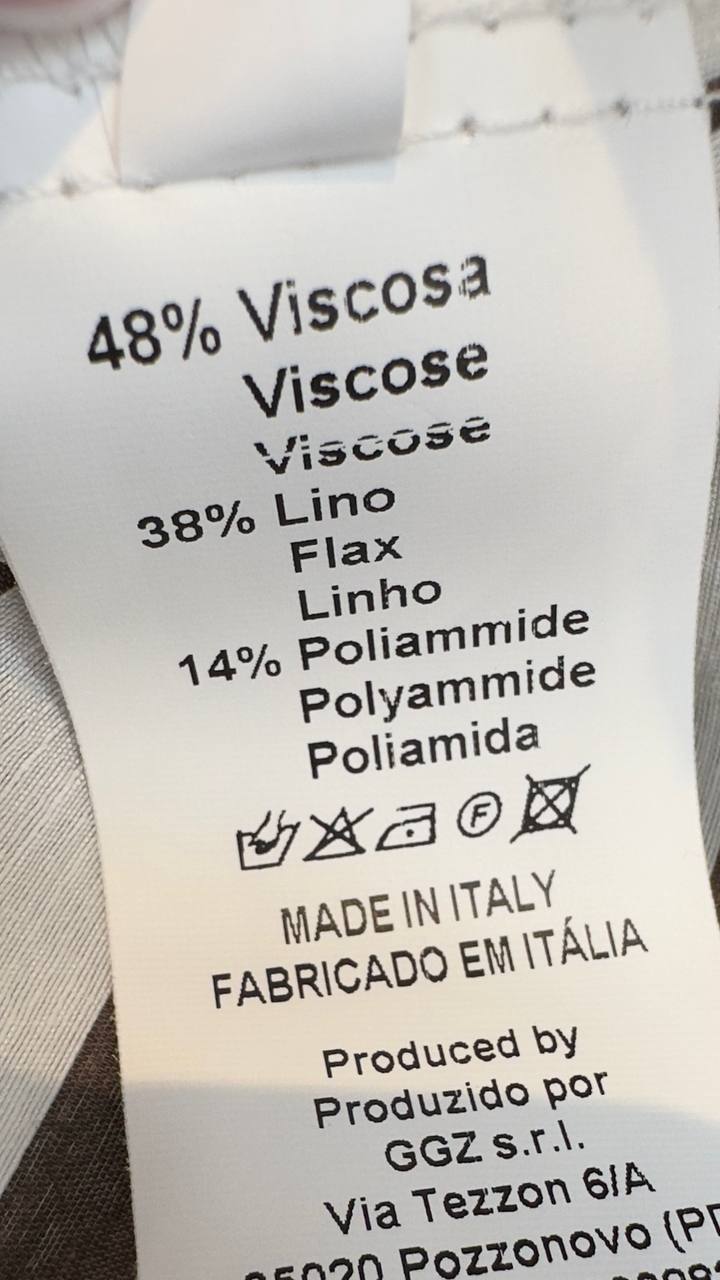 48% Viscosa
Viscose
Viscose
38% Lino
Flax
Linho
14% Poliammide
Polyammide
Poliamida
F
MADE IN ITALY
FABRICADO EM ITÁLIA
Produced by
Produzido por
GGZ s.r.l.
Via Tezzon 6/A
Pozzonovo (PD